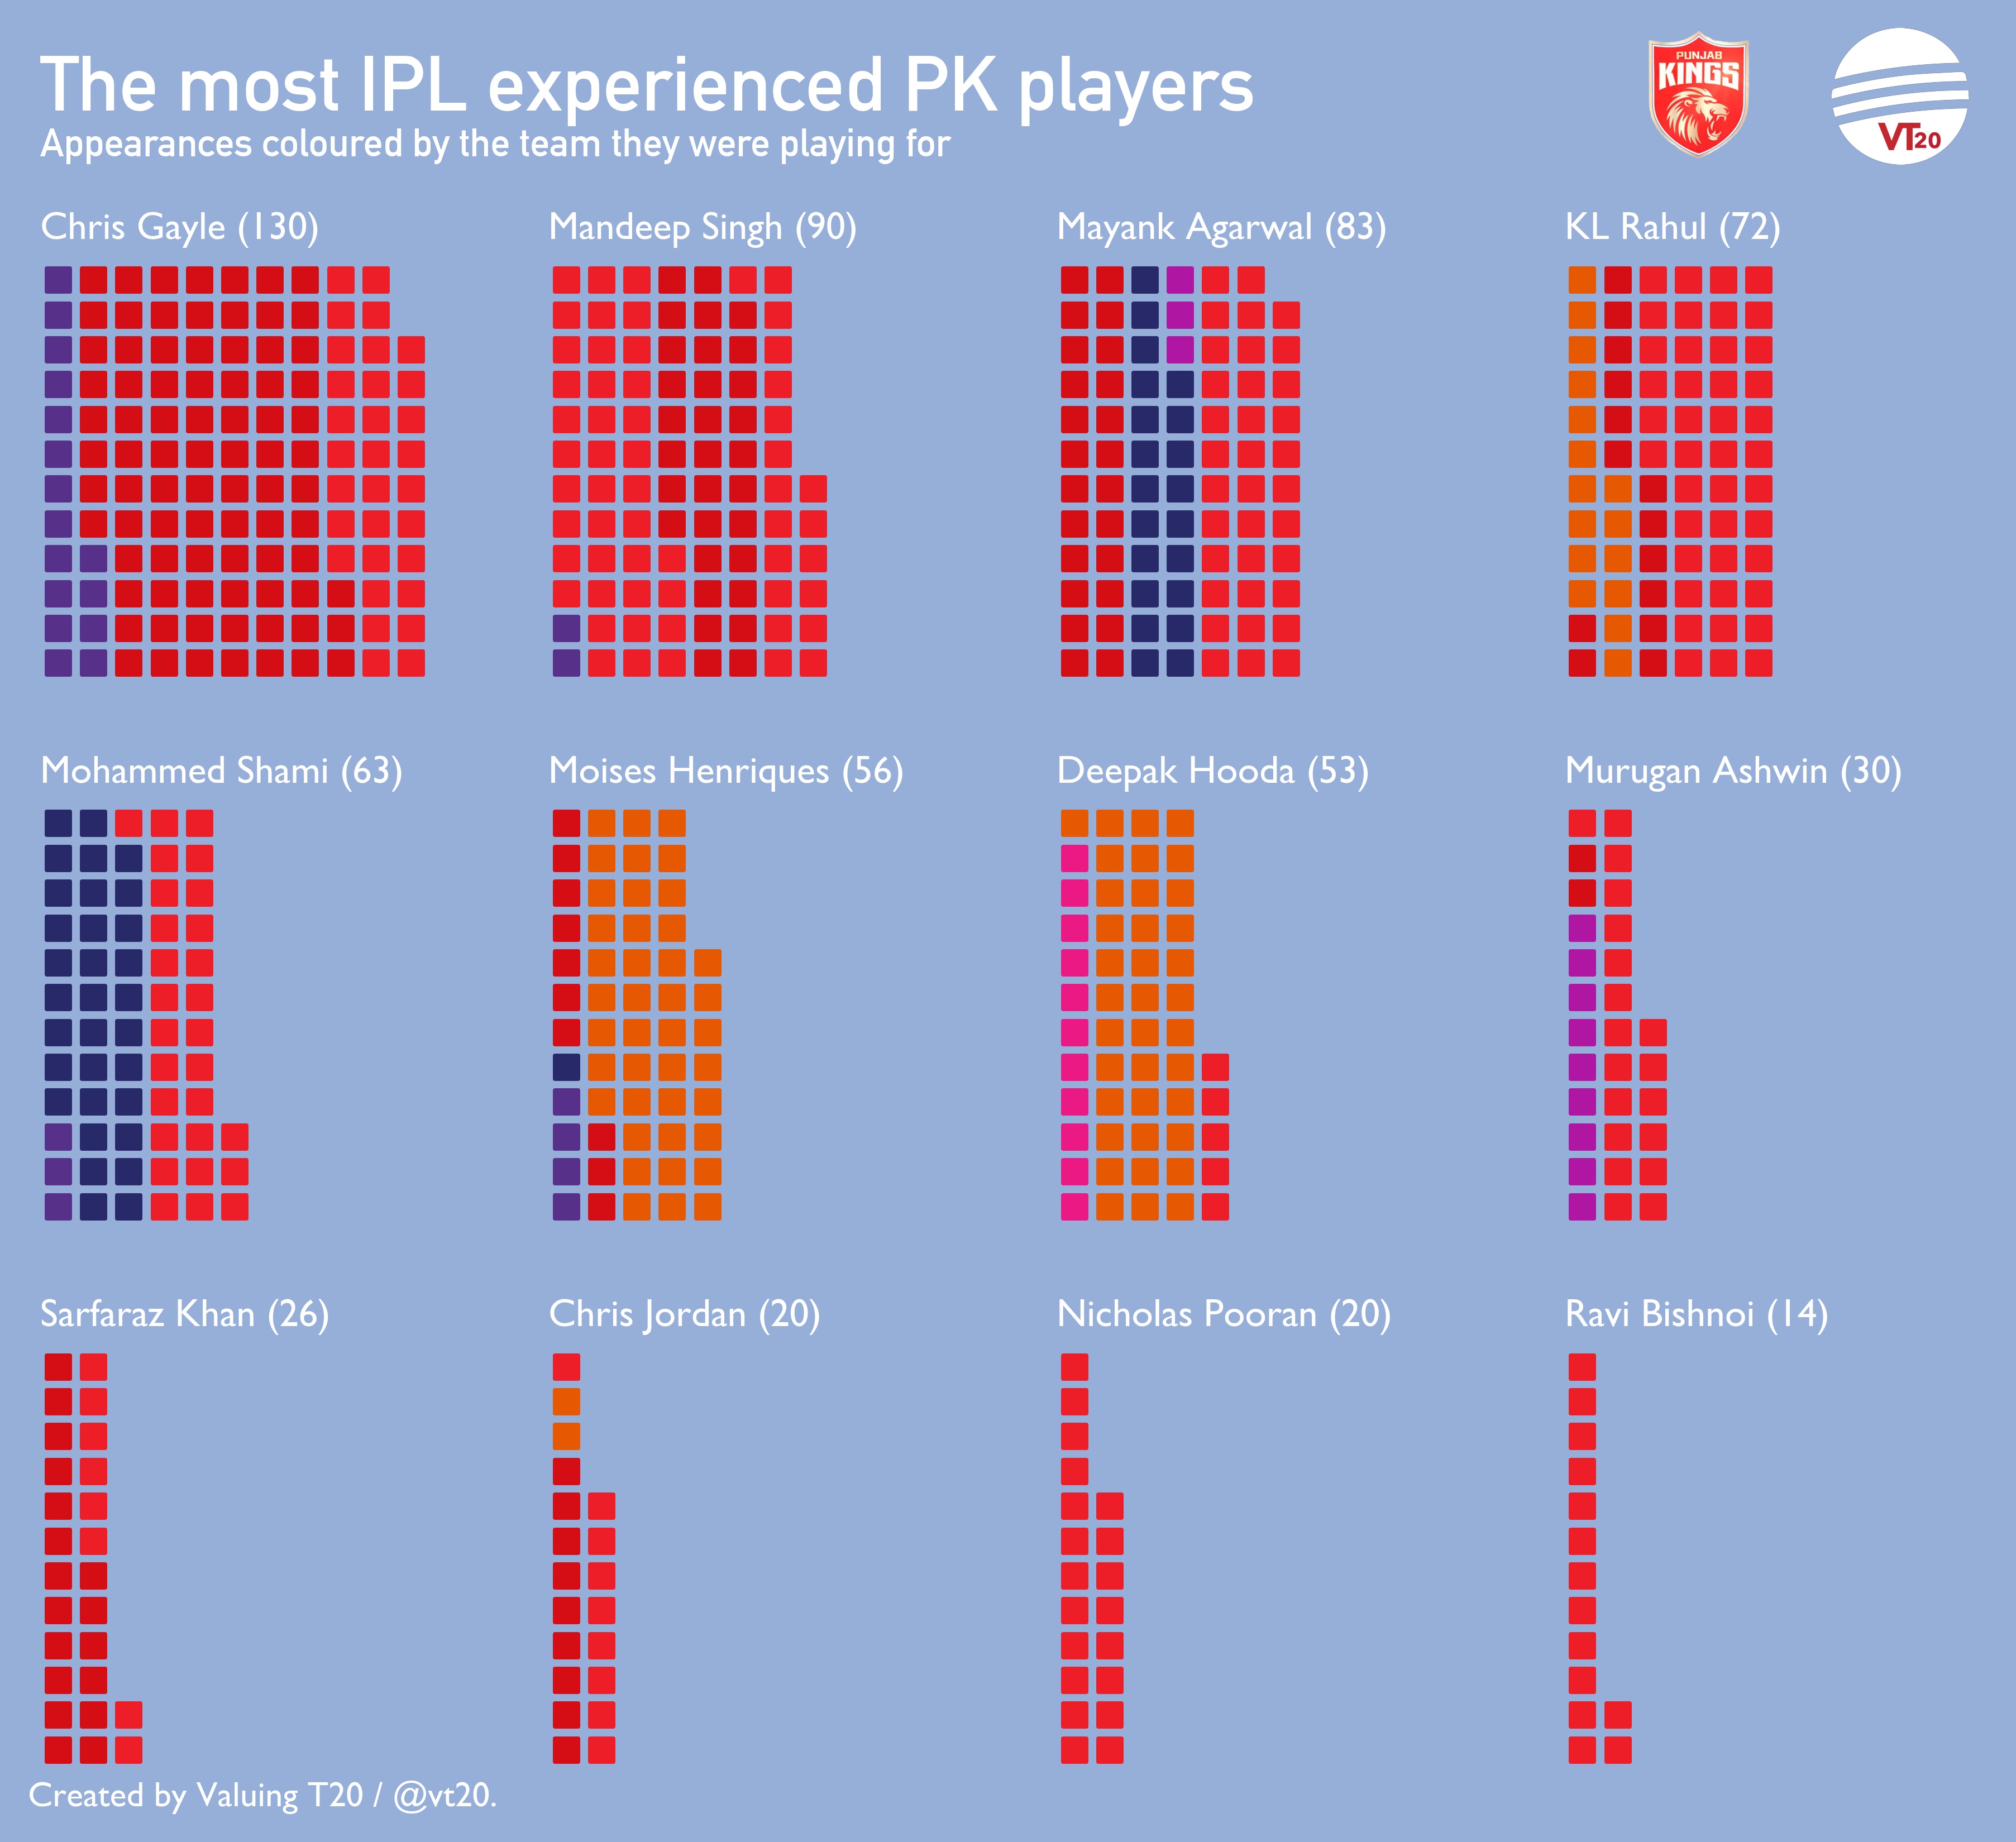 The most IPL experienced PK players
Appearances coloured by the team they were playing for
PUNJAB
KINGS
VT20
Chris Gayle (130)
Mandeep Singh (90)
Mayank Agarwal (83)
KL Rahul (72)
Mohammed Shami (63)
Moises Henriques (56)
Deepak Hooda (53)
Murugan Ashwin (30)
Sarfaraz Khan (26)
Chris Jordan (20)
Nicholas Pooran (20)
Ravi Bishnoi (14)
Created by Valuing T20 / @vt20.